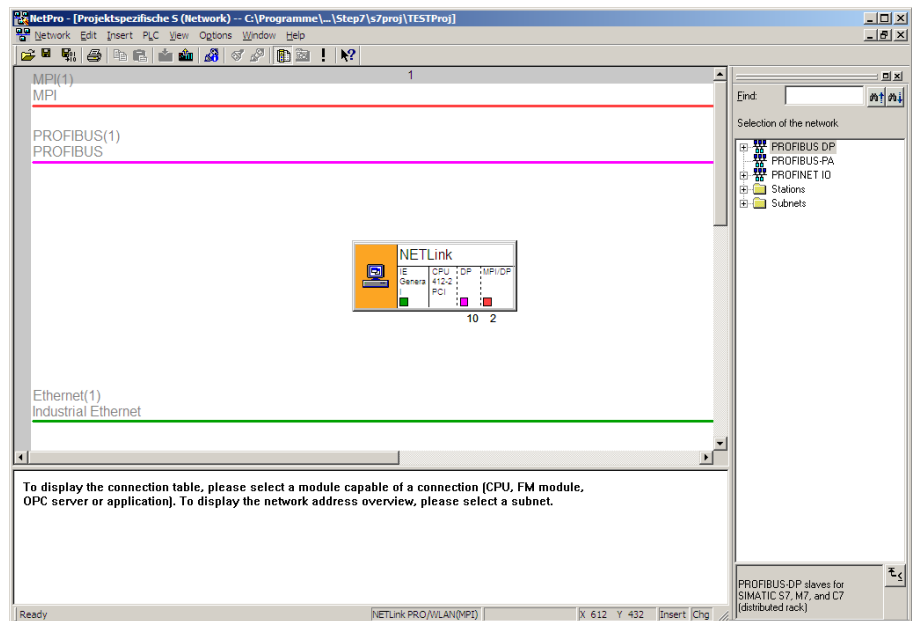 NetPro - [Projektspezifische S (Network) -- C:\Programme\...\Step7\s7proj\TESTProj]
Network Edit Insert PLC View Options Window Help
1
MPI(1)
MPI
PROFIBUS(1)
PROFIBUS
NETLink
IE CPU DP MPI/DP
Genera 412-2
l PCI
10 2
Ethernet(1)
Industrial Ethernet
Find:
Selection of the network
PROFIBUS DP
PROFIBUS-PA
PROFINET IO
Stations
Subnets
To display the connection table, please select a module capable of a connection (CPU, FM module,
OPC server or application). To display the network address overview, please select a subnet.
PROFIBUS-DP slaves for
SIMATIC S7, M7, and C7
(distributed rack)
Ready NETLink PRO/WLAN(MPI) X 612 Y 432 Insert Chg